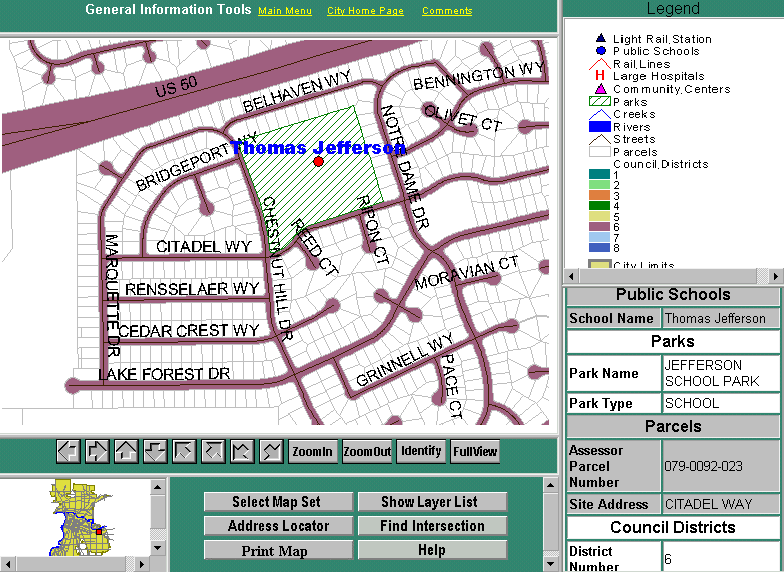 General Information Tools Main Menu City Home Page Comments
US 50
BELHAVEN WY
BENNINGTON WY
OLIVET CT
NOTRE DAME DR
BRIDGEPORT WY
Thomas Jefferson
CHESTNUT HILL DR
REED CT
RIPON CT
CITADEL WY
MARQUETTE DR
RENSSELAER WY
MORAVIAN CT
CEDAR CREST WY
GRINNELL WY
PACE CT
LAKE FOREST DR
ZoomIn ZoomOut Identify FullView
Select Map Set Show Layer List
Address Locator Find Intersection
Print Map Help
Legend
Light Rail,Station
Public Schools
Rail,Lines
H Large Hospitals
Community,Centers
Parks
Creeks
Rivers
Streets
Parcels
Council,Districts
1
2
3
4
5
6
7
8
City Limits
Public Schools
School Name Thomas Jefferson
Parks
Park Name JEFFERSON
SCHOOL PARK
Park Type SCHOOL
Parcels
Assessor
Parcel 079-0092-023
Number
Site Address CITADEL WAY
Council Districts
District 6
Number